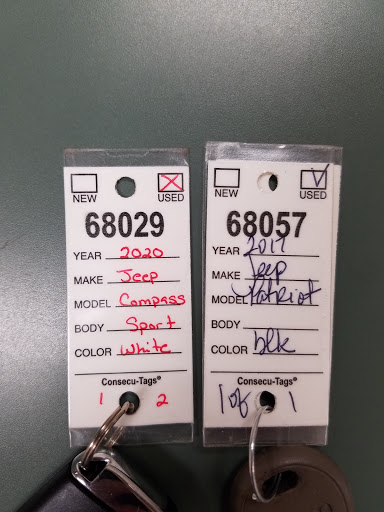 NEW USED
68029
YEAR 2020
MAKE Jeep
MODEL Compass
BODY Sport
COLOR White
Consecu-Tags®
1 2
NEW USED
68057
YEAR 2017
MAKE Jeep
MODEL Patriot
BODY
COLOR blk
Consecu-Tags®
1 of 1